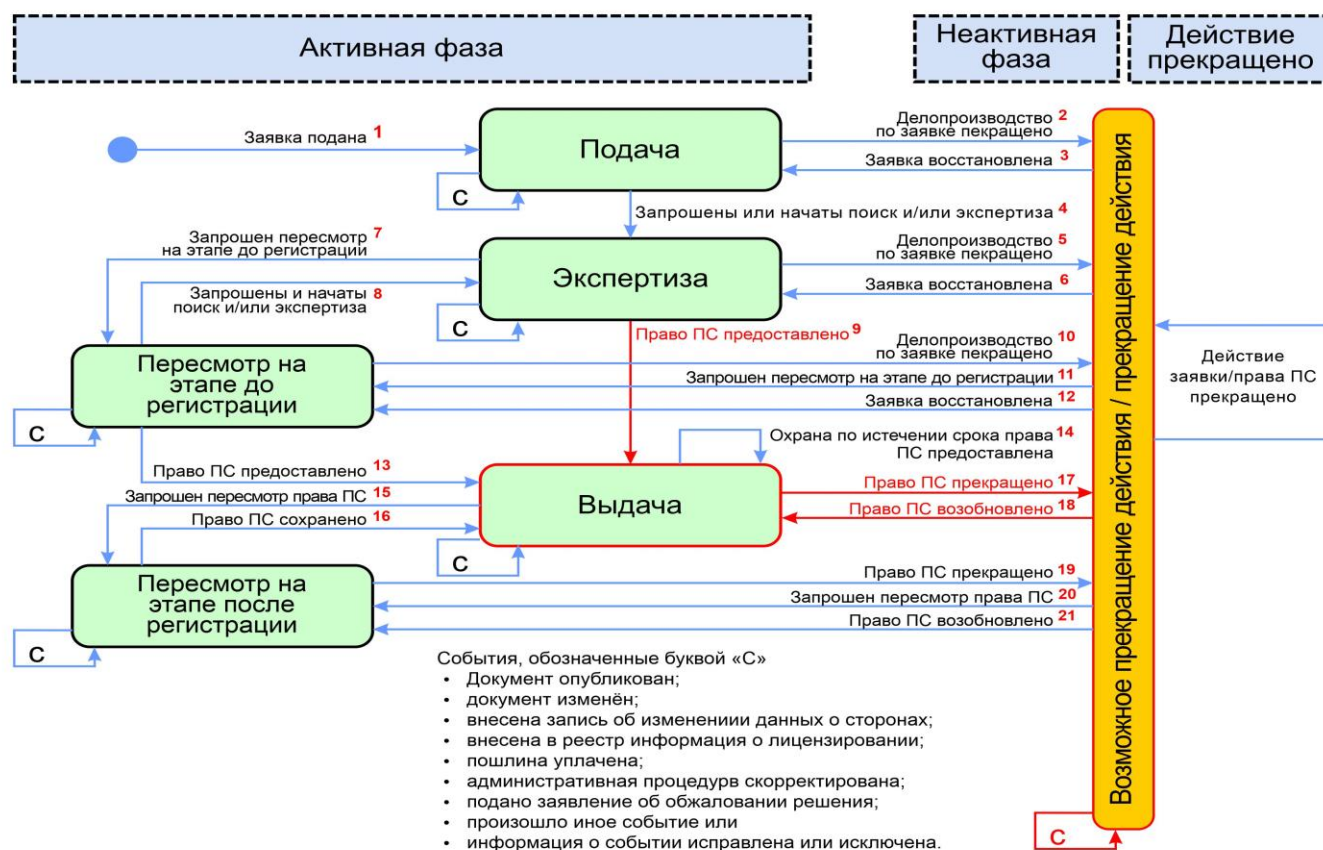 Активная фаза
Неактивная
фаза
Действие
прекращено
Заявка подана 1
Подача
Делопроизводство 2
по заявке пекращено
Заявка восстановлена 3
С
Запрошены или начаты поиск и/или экспертиза 4
Запрошен пересмотр 7
на этапе до регистрации
Экспертиза
Делопроизводство 5
по заявке пекращено
Запрошены и начаты 8
поиск и/или экспертиза
Заявка восстановлена 6
С
Право ПС предоставлено 9
Пересмотр на
этапе до
регистрации
Делопроизводство 10
по заявке пекращено
Запрошен пересмотр на этапе до регистрации 11
Заявка восстановлена 12
С
Действие
заявки/права ПС
прекращено
Охрана по истечении срока права 14
ПС предоставлена
Право ПС предоставлено 13
Запрошен пересмотр права ПС 15
Право ПС сохранено 16
Выдача
Право ПС прекращено 17
Право ПС возобновлено 18
С
Пересмотр на
этапе после
регистрации
Право ПС прекращено 19
Запрошен пересмотр права ПС 20
Право ПС возобновлено 21
С
Возможное прекращение действия / прекращение действия
С
События, обозначенные буквой «С»
• Документ опубликован;
• документ изменён;
• внесена запись об изменениии данных о сторонах;
• внесена в реестр информация о лицензировании;
• пошлина уплачена;
• административная процедурв скорректирована;
• подано заявление об обжаловании решения;
• произошло иное событие или
• информация о событии исправлена или исключена.